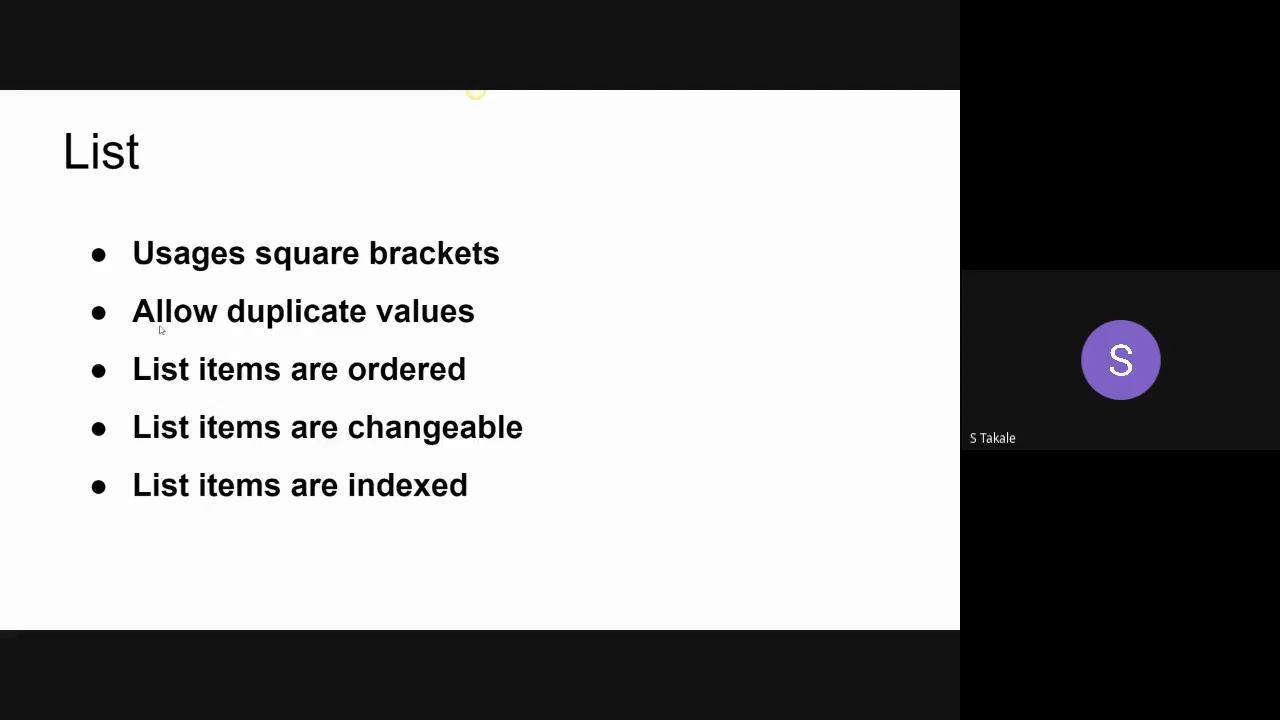 List
● Usages square brackets
● Allow duplicate values
● List items are ordered
● List items are changeable
● List items are indexed
S
S Takale